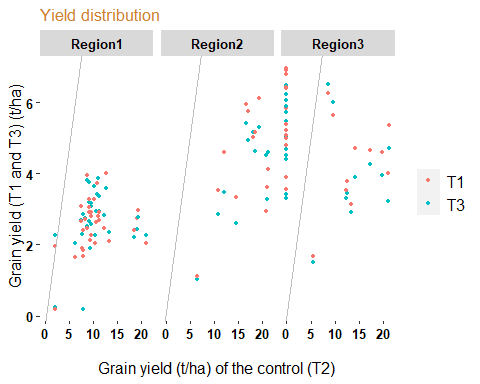 Yield distribution
Region1 Region2 Region3
Grain yield (T1 and T3) (t/ha)
6
4
2
0
0 5 10 15 20 0 5 10 15 20 0 5 10 15 20
Grain yield (t/ha) of the control (T2)
T1
T3